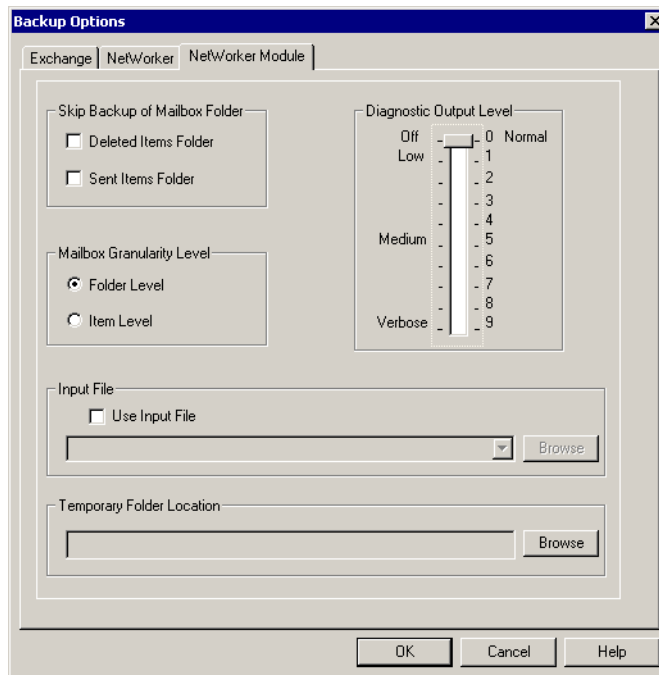 Backup Options
Exchange
NetWorker
NetWorker Module
Skip Backup of Mailbox Folder
Deleted Items Folder
Sent Items Folder
Mailbox Granularity Level
Folder Level
Item Level
Diagnostic Output Level
Off 0 Normal
Low 1
2
3
4
Medium 5
6
7
8
Verbose 9
Input File
Use Input File
Browse
Temporary Folder Location
Browse
OK Cancel Help